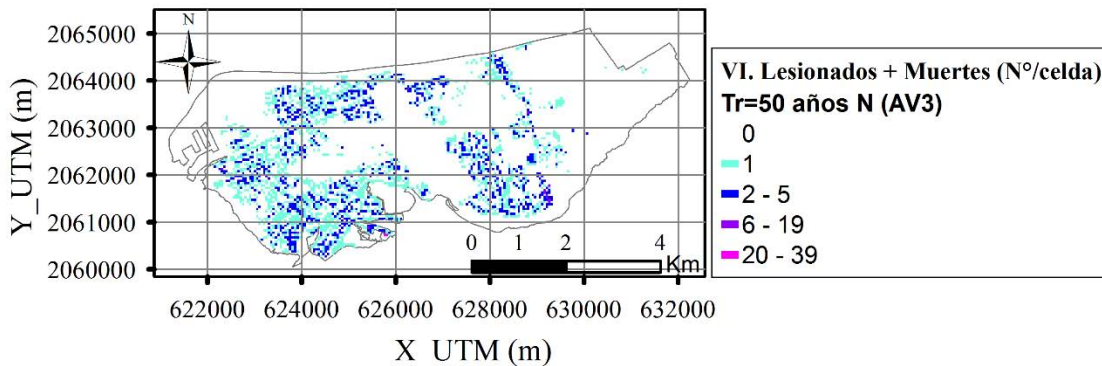 N
2065000
2064000
2063000
2062000
2061000
2060000
Y_UTM (m)
0 1 2 4
Km
622000 624000 626000 628000 630000 632000
X_UTM (m)
VI. Lesionados + Muertes (N°/celda)
Tr=50 años N (AV3)
0
1
2 - 5
6 - 19
20 - 39